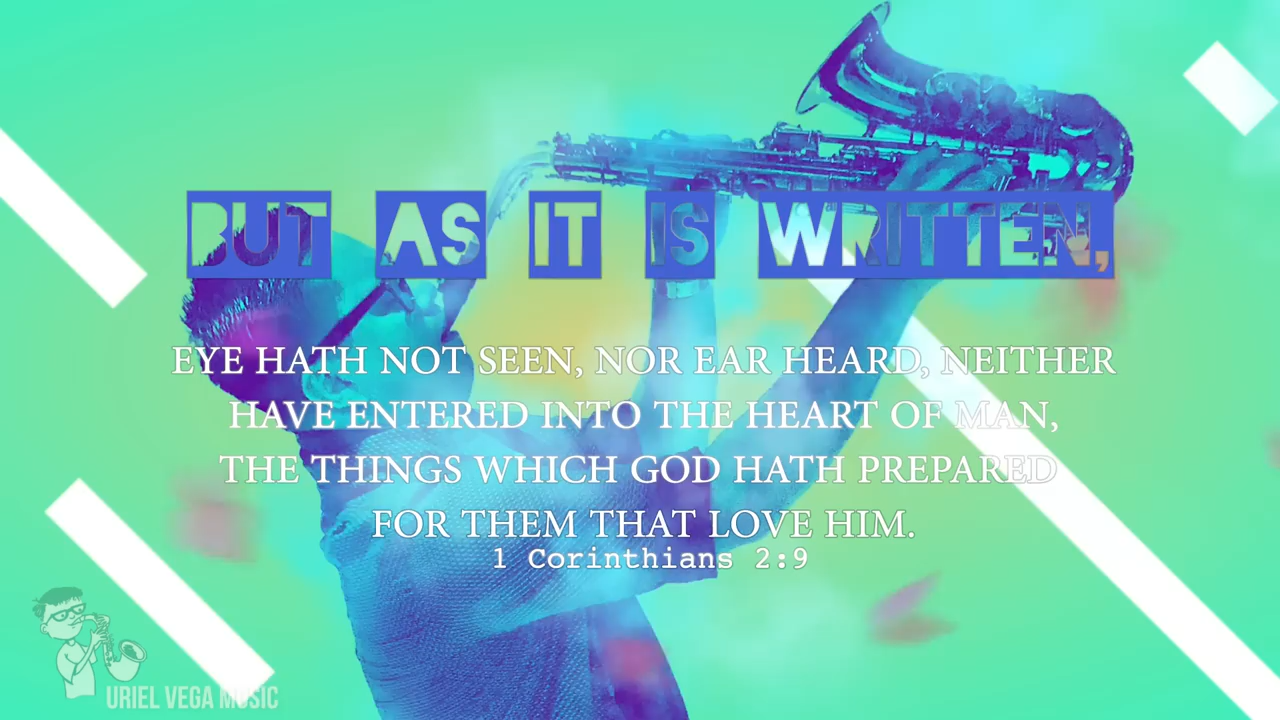 BUT AS IT IS WRITTEN,
EYE HATH NOT SEEN, NOR EAR HEARD, NEITHER
HAVE ENTERED INTO THE HEART OF MAN,
THE THINGS WHICH GOD HATH PREPARED
FOR THEM THAT LOVE HIM.
1 Corinthians 2:9
URIEL VEGA MUSIC